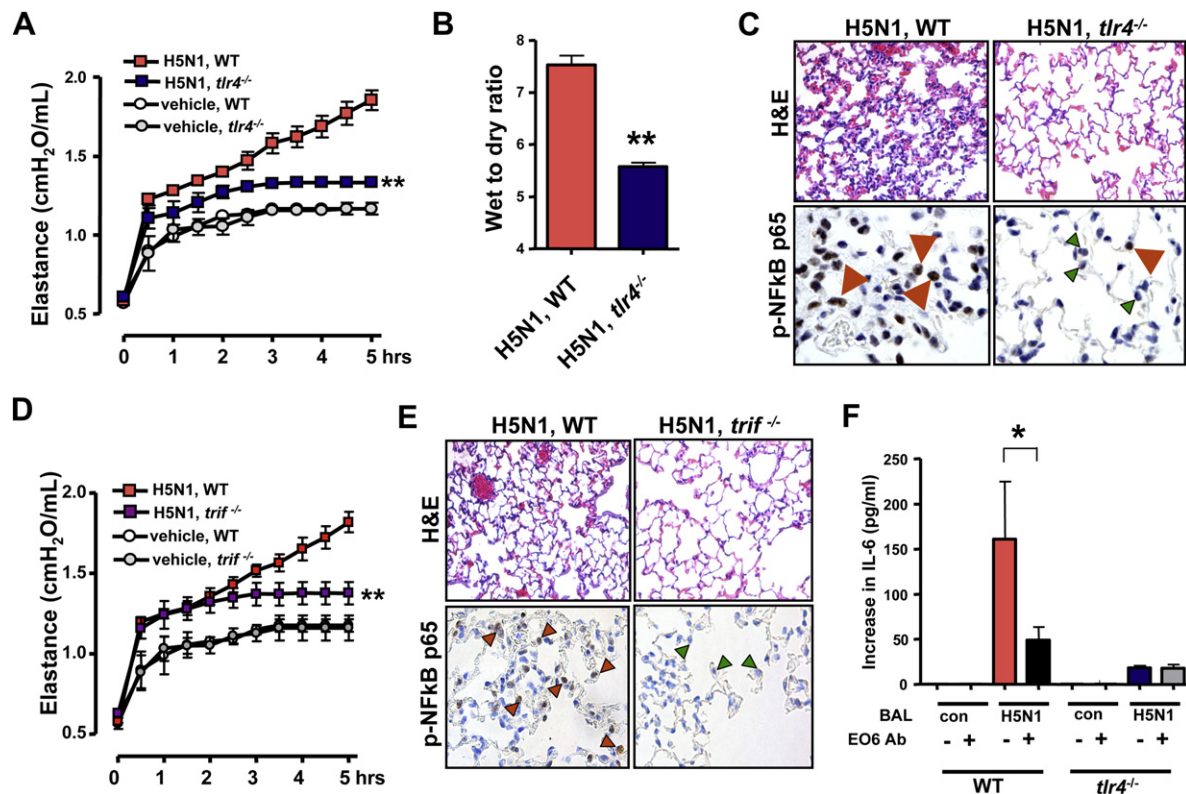 A
H5N1, WT
H5N1, tlr4-/-
vehicle, WT
vehicle, tlr4-/-
Elastance (cmH2O/mL)
2.0
1.5
1.0
0.5
0 1 2 3 4 5 hrs
**
B
Wet to dry ratio
8
7
6
5
4
**
H5N1, WT
H5N1, tlr4-/-
C
H5N1, WT H5N1, tlr4-/-
H&E
p-NFkB p65
D
H5N1, WT
H5N1, trif -/-
vehicle, WT
vehicle, trif -/-
Elastance (cmH2O/mL)
2.0
1.5
1.0
0.5
0 1 2 3 4 5 hrs
**
E
H5N1, WT H5N1, trif -/-
H&E
p-NFkB p65
F
Increase in IL-6 (pg/ml)
250
200
150
100
50
0
*
BAL con H5N1 con H5N1
EO6 Ab - + - + - + - +
WT tlr4-/-